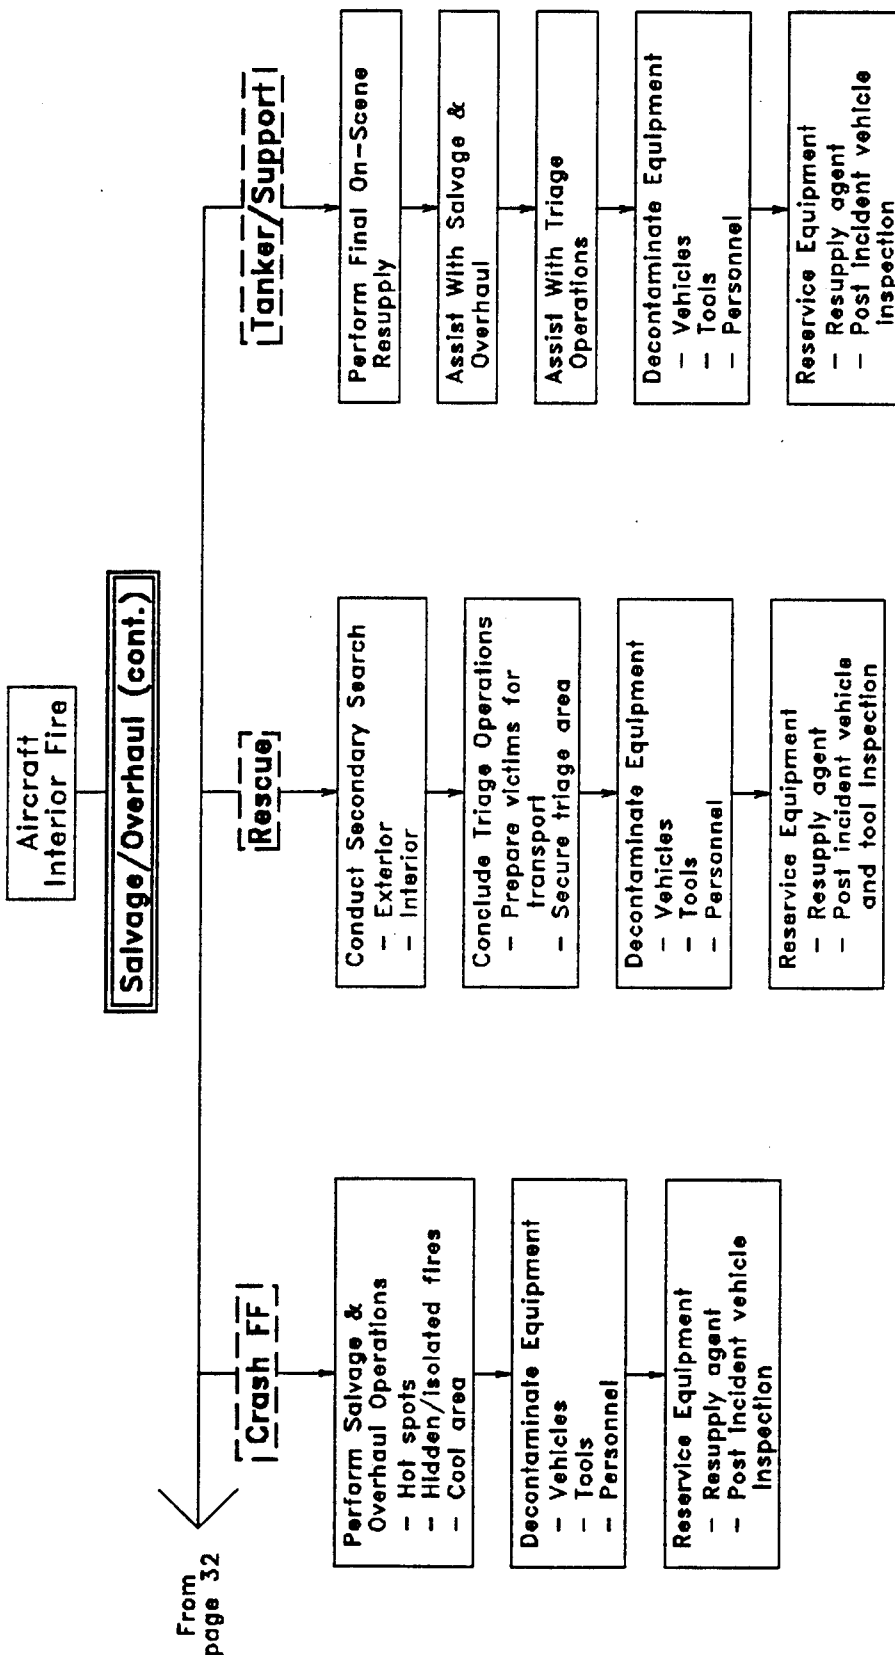 Aircraft
Interior Fire
Salvage/Overhaul (cont.)
From
page 32
Crash FF
Perform Salvage &
Overhaul Operations
- Hot spots
- Hidden/isolated fires
- Cool area
Decontaminate Equipment
- Vehicles
- Tools
- Personnel
Reservice Equipment
- Resupply agent
- Post incident vehicle
inspection
Rescue
Conduct Secondary Search
- Exterior
- Interior
Conclude Triage Operations
- Prepare victims for
transport
- Secure triage area
Decontaminate Equipment
- Vehicles
- Tools
- Personnel
Reservice Equipment
- Resupply agent
- Post incident vehicle
and tool inspection
Tanker/Support
Perform Final On-Scene
Resupply
Assist With Salvage &
Overhaul
Assist With Triage
Operations
Decontaminate Equipment
- Vehicles
- Tools
- Personnel
Reservice Equipment
- Resupply agent
- Post incident vehicle
inspection